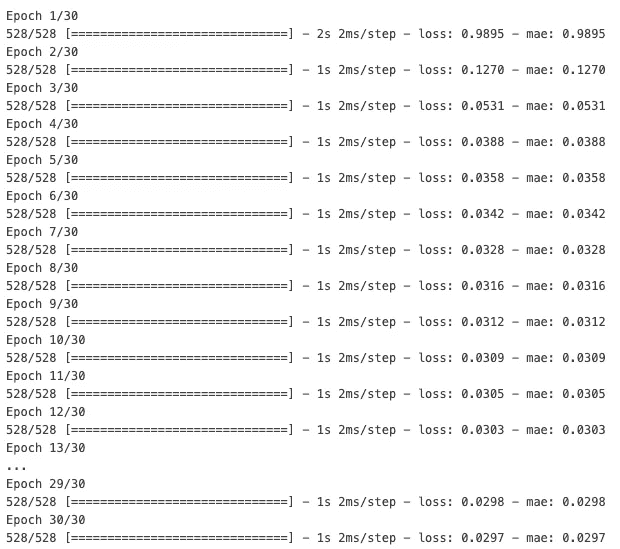 Epoch 1/30
528/528 [==============================] - 2s 2ms/step - loss: 0.9895 - mae: 0.9895
Epoch 2/30
528/528 [==============================] - 1s 2ms/step - loss: 0.1270 - mae: 0.1270
Epoch 3/30
528/528 [==============================] - 1s 2ms/step - loss: 0.0531 - mae: 0.0531
Epoch 4/30
528/528 [==============================] - 1s 2ms/step - loss: 0.0388 - mae: 0.0388
Epoch 5/30
528/528 [==============================] - 1s 2ms/step - loss: 0.0358 - mae: 0.0358
Epoch 6/30
528/528 [==============================] - 1s 2ms/step - loss: 0.0342 - mae: 0.0342
Epoch 7/30
528/528 [==============================] - 1s 2ms/step - loss: 0.0328 - mae: 0.0328
Epoch 8/30
528/528 [==============================] - 1s 2ms/step - loss: 0.0316 - mae: 0.0316
Epoch 9/30
528/528 [==============================] - 1s 2ms/step - loss: 0.0312 - mae: 0.0312
Epoch 10/30
528/528 [==============================] - 1s 2ms/step - loss: 0.0309 - mae: 0.0309
Epoch 11/30
528/528 [==============================] - 1s 2ms/step - loss: 0.0305 - mae: 0.0305
Epoch 12/30
528/528 [==============================] - 1s 2ms/step - loss: 0.0303 - mae: 0.0303
Epoch 13/30
...
Epoch 29/30
528/528 [==============================] - 1s 2ms/step - loss: 0.0298 - mae: 0.0298
Epoch 30/30
528/528 [==============================] - 1s 2ms/step - loss: 0.0297 - mae: 0.0297